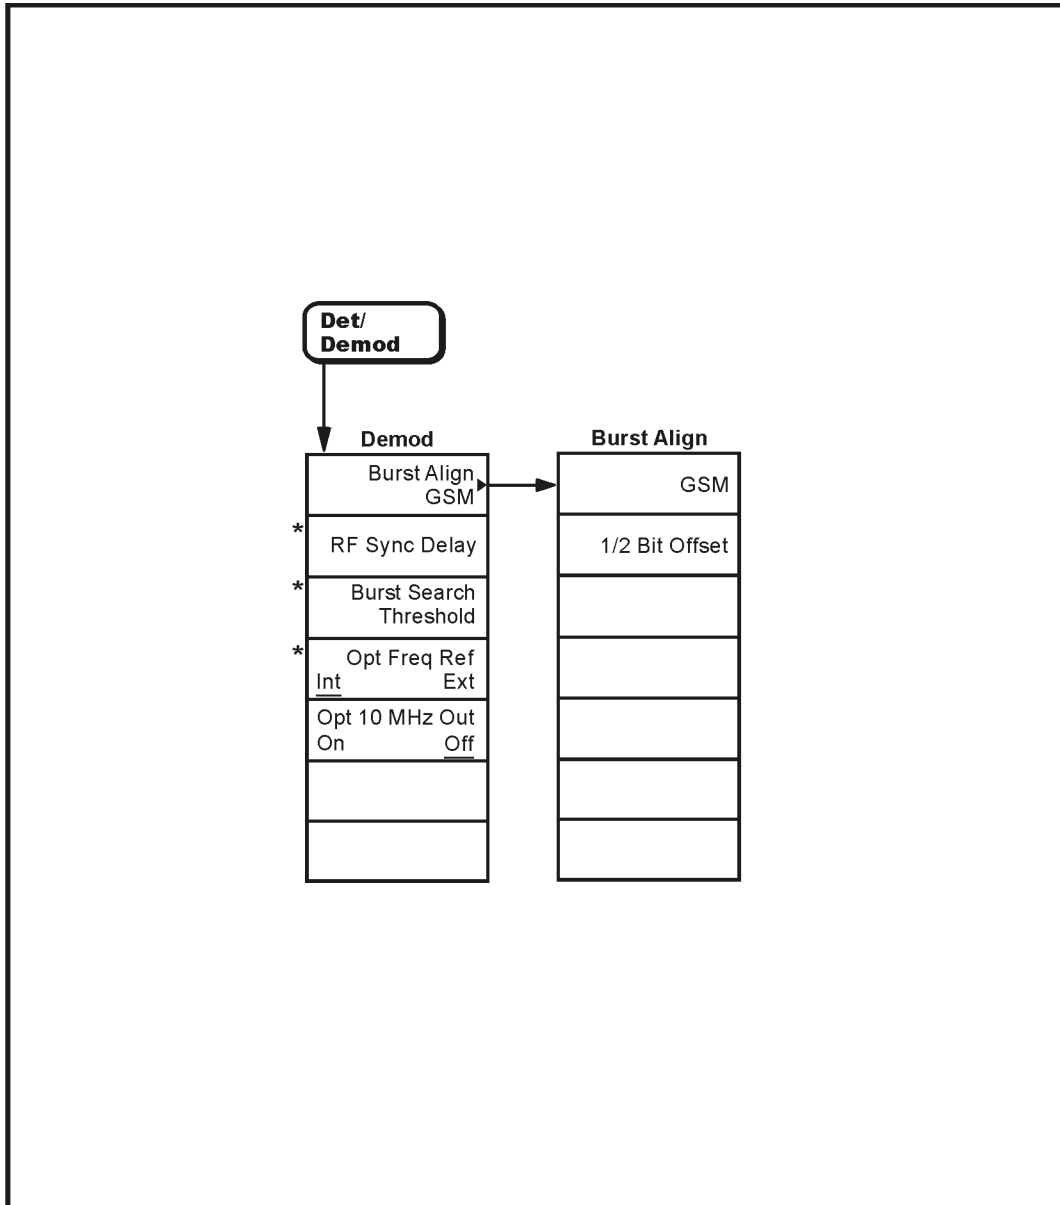 Det/
Demod
Demod
Burst Align
GSM
*
RF Sync Delay
*
Burst Search
Threshold
*
Opt Freq Ref
Int Ext
Opt 10 MHz Out
On Off
Burst Align
GSM
1/2 Bit Offset